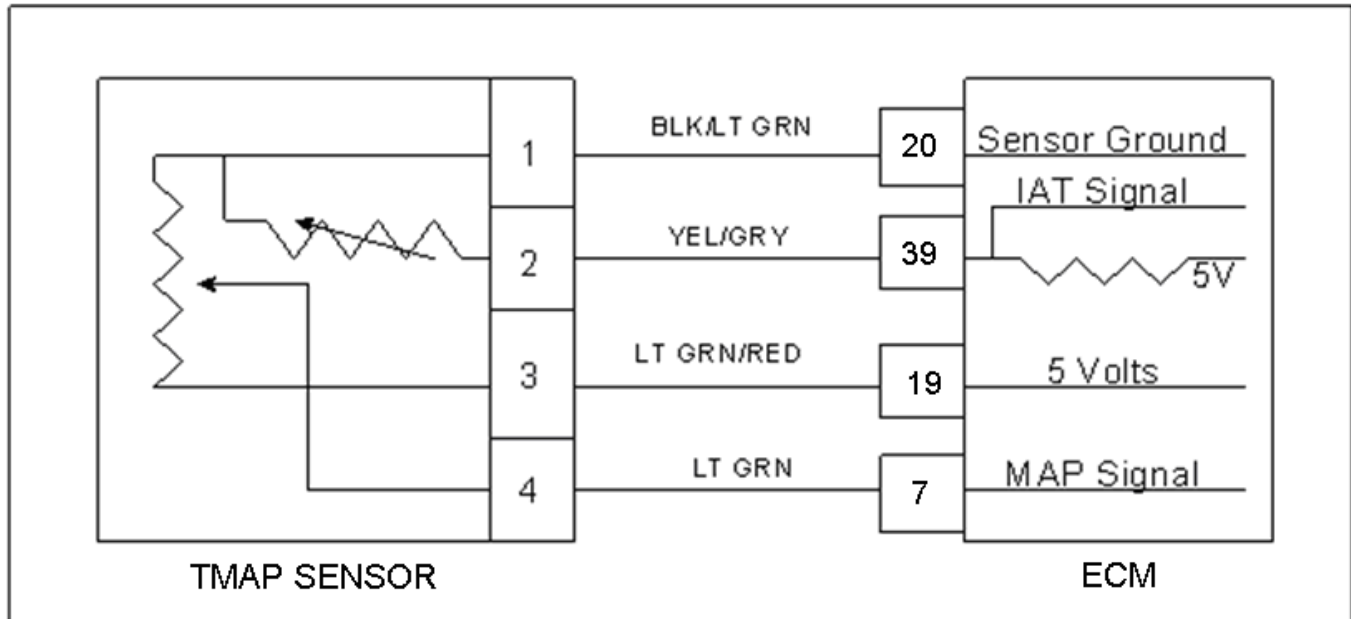 1
BLK/LT GRN
20
Sensor Ground
IAT Signal
2
YEL/GRY
39
5V
3
LT GRN/RED
19
5 Volts
4
LT GRN
7
MAP Signal
TMAP SENSOR
ECM